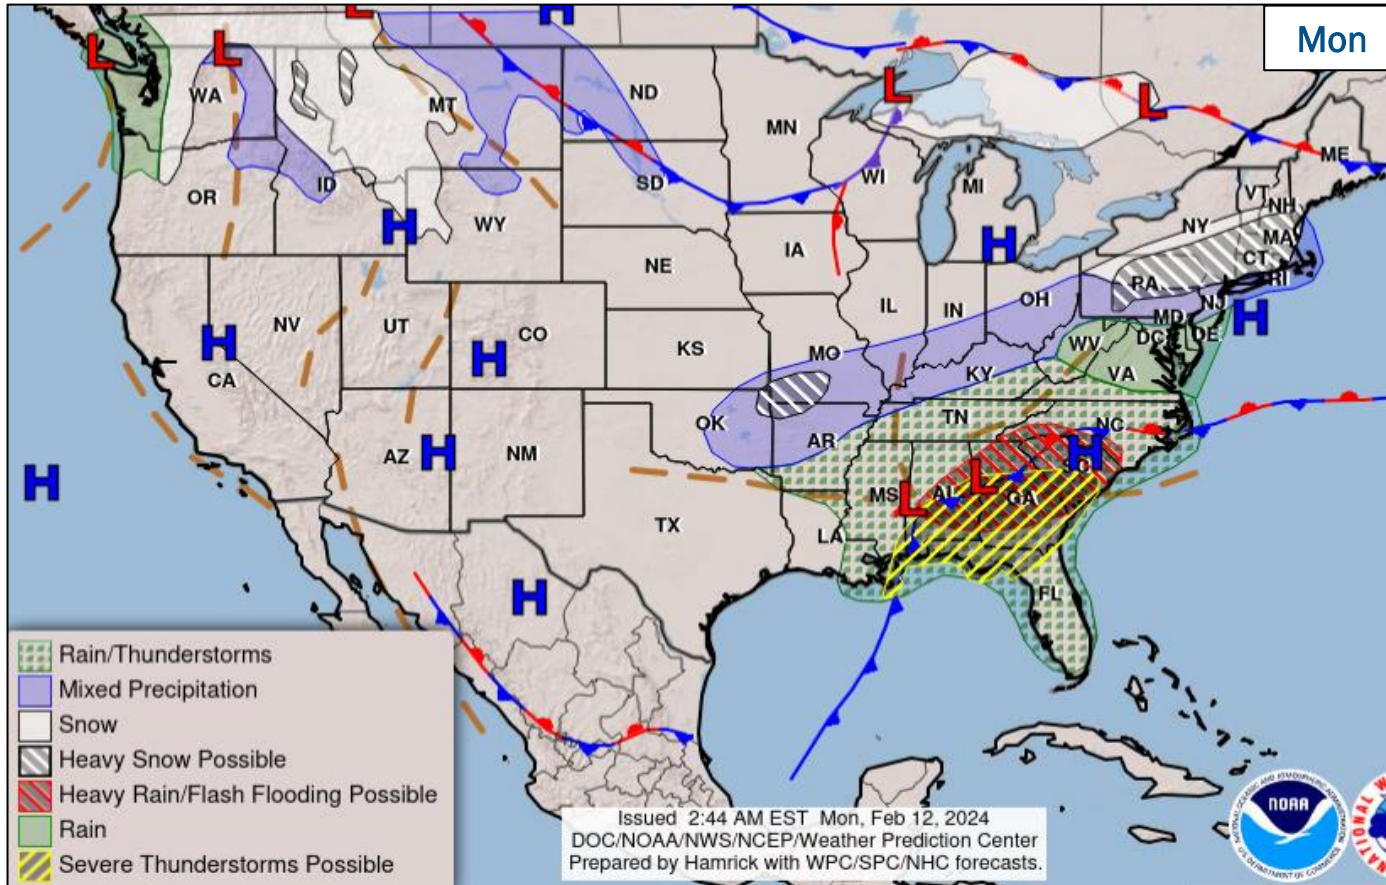 Mon
L
H
L
L
WA
MT
ND
MN
L
L
ME
OR
ID
SD
WI
MI
VT
NH
H
WY
NY
MA
H
IA
CT
NE
RI
PA
OH
IL
IN
NJ
NV
UT
CO
MD
H
H
DC
DE
WV
KS
MO
H
CA
KY
VA
OK
TN
NC
AR
AZ
H
NM
H
SC
H
L
MS
AL
GA
L
TX
LA
H
FL
Rain/Thunderstorms
Mixed Precipitation
Snow
Heavy Snow Possible
Heavy Rain/Flash Flooding Possible
Rain
Severe Thunderstorms Possible
Issued 2:44 AM EST Mon, Feb 12, 2024
DOC/NOAA/NWS/NCEP/Weather Prediction Center
Prepared by Hamrick with WPC/SPC/NHC forecasts.
NOAA
NATIONAL W